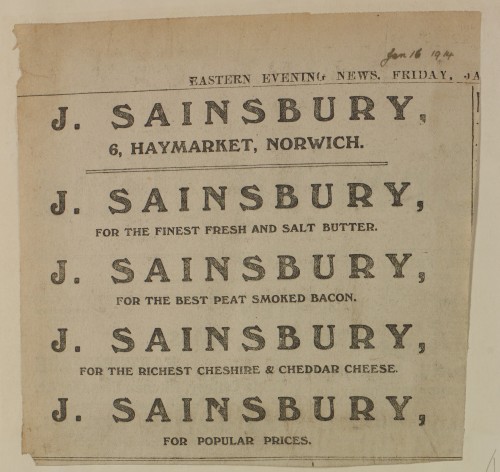 Jan 16 1914
EASTERN EVENING NEWS, FRIDAY, JA
J. SAINSBURY,
6, HAYMARKET, NORWICH.
J. SAINSBURY,
FOR THE FINEST FRESH AND SALT BUTTER.
J. SAINSBURY,
FOR THE BEST PEAT SMOKED BACON.
J. SAINSBURY,
FOR THE RICHEST CHESHIRE & CHEDDAR CHEESE.
J. SAINSBURY,
FOR POPULAR PRICES.